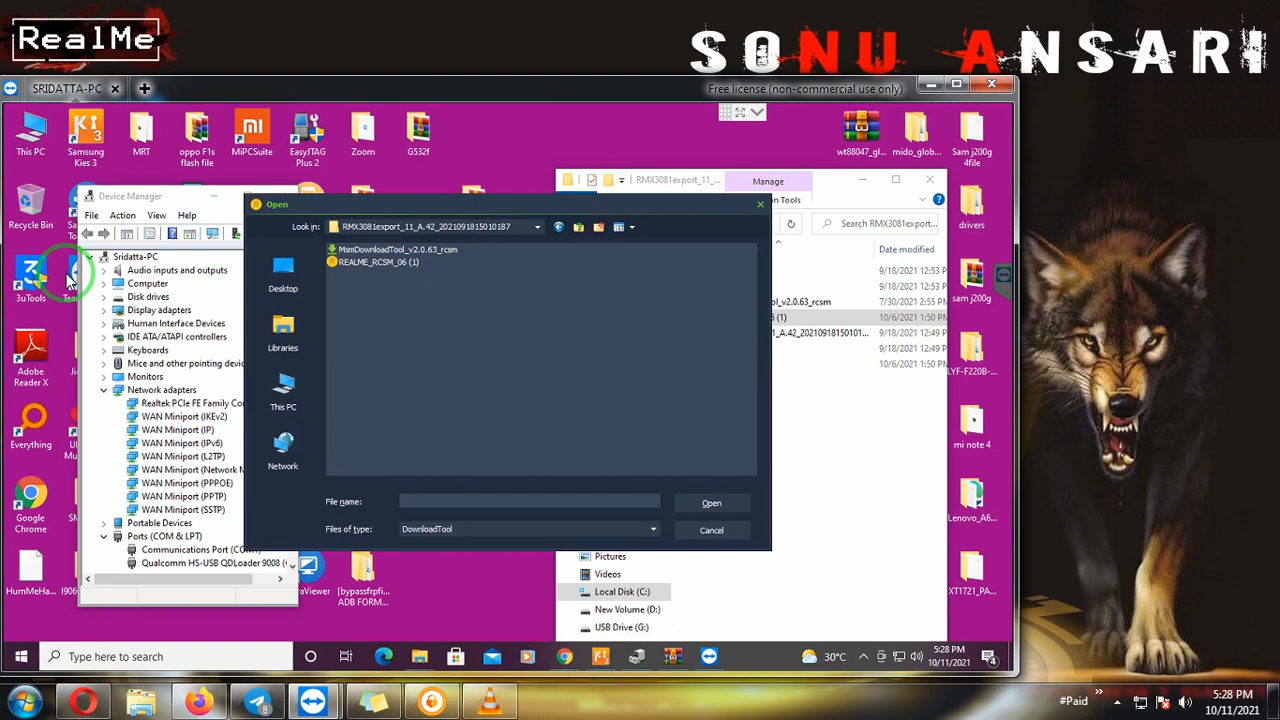 RealMe
SONU ANSARI
SRIDATTA-PC
Free license (non-commercial use only)
This PC
Samsung
Kies 3
MRT
oppo F1s
flash file
MiPCSuite
EasyJTAG
Plus 2
Zoom
G532f
wt88047_gl...
mido_glob...
Sam j200g
4file
Recycle Bin
3uTools
Adobe
Reader X
Everything
Google
Chrome
HumMeHa...
Device Manager
File Action View Help
Sridatta-PC
Audio inputs and outputs
Computer
Disk drives
Display adapters
Human Interface Devices
IDE ATA/ATAPI controllers
Keyboards
Mice and other pointing devic
Monitors
Network adapters
Realtek PCIe FE Family Co
WAN Miniport (IKEv2)
WAN Miniport (IP)
WAN Miniport (IPv6)
WAN Miniport (L2TP)
WAN Miniport (Network M
WAN Miniport (PPPOE)
WAN Miniport (PPTP)
WAN Miniport (SSTP)
Portable Devices
Ports (COM & LPT)
Communications Port (COM
Qualcomm HS-USB QDLoader 9008 (
Open
Look in:
RMX3081export_11_A.42_2021091815010187
MsmDownloadTool_v2.0.63_rcsm
REALME_RCSM_06 (1)
Desktop
Libraries
This PC
Network
File name:
Open
Files of type:
DownloadTool
Cancel
RMX3081export_11_...
Manage
on Tools
Search RMX3081export...
Date modified
9/18/2021 12:53 P
9/18/2021 12:53 P
ol_v2.0.63_rcsm
7/30/2021 2:55 PM
6 (1)
10/6/2021 1:50 PM
1_A.42_20210918150101...
9/18/2021 12:49 P
9/18/2021 12:49 P
10/6/2021 1:50 PM
Pictures
Videos
Local Disk (C:)
New Volume (D:)
USB Drive (G:)
drivers
sam j200g
LYF-F220B-...
mi note 4
Lenovo_A6...
XT1721_PA...
[bypassfrpfi...
ADB FORM...
Type here to search
30°C
5:28 PM
10/11/2021
4
8
#Paid
5:28 PM
10/11/2021